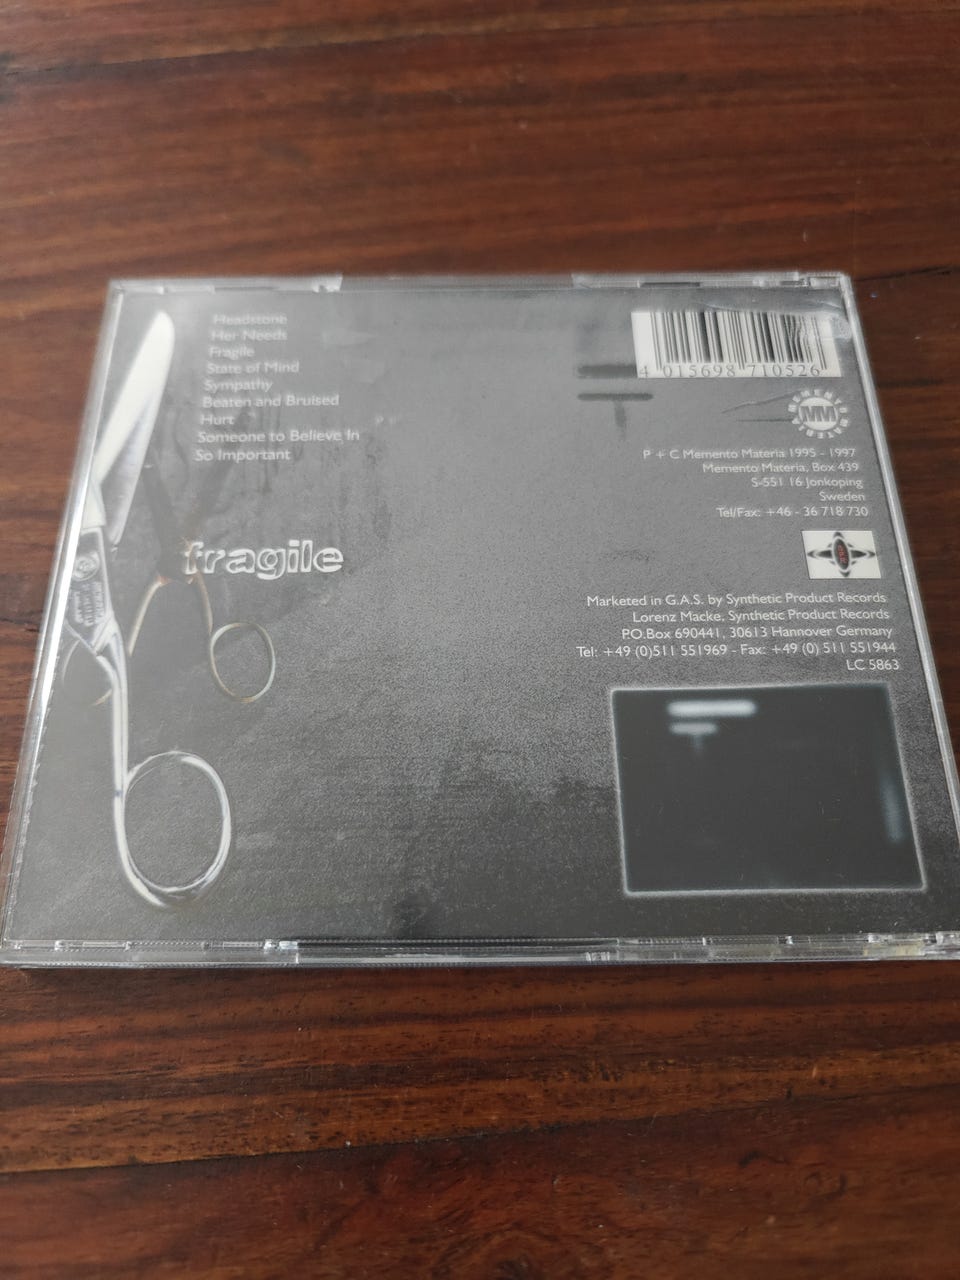 Headstone
Her Needs
Fragile
State of Mind
Sympathy
Beaten and Bruised
Hurt
Someone to Believe In
So Important
fragile
4 015698 710526
MEMENTO MATERIA
MM
P + C Memento Materia 1995 - 1997
Memento Materia, Box 439
S-551 16 Jonkoping
Sweden
Tel/Fax: +46 - 36 718 730
Marketed in G.A.S. by Synthetic Product Records
Lorenz Macke, Synthetic Product Records
P.O.Box 690441, 30613 Hannover Germany
Tel: +49 (0)511 551969 - Fax: +49 (0) 511 551944
LC 5863